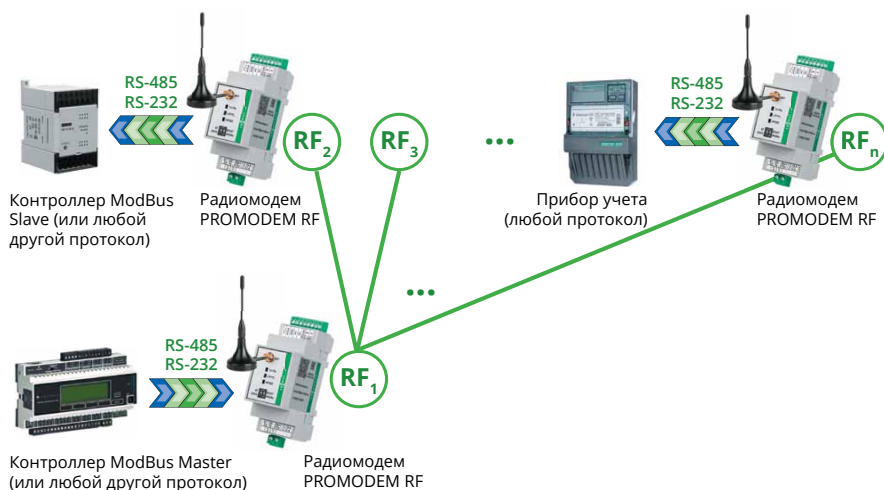 RS-485
RS-232
RF2
RF3
...
RS-485
RS-232
RFn
Контроллер ModBus
Slave (или любой
другой протокол)
Радиомодем
PROMODEM RF
Прибор учета
(любой протокол)
Радиомодем
PROMODEM RF
...
RS-485
RS-232
RF1
Контроллер ModBus Master
(или любой другой протокол)
Радиомодем
PROMODEM RF